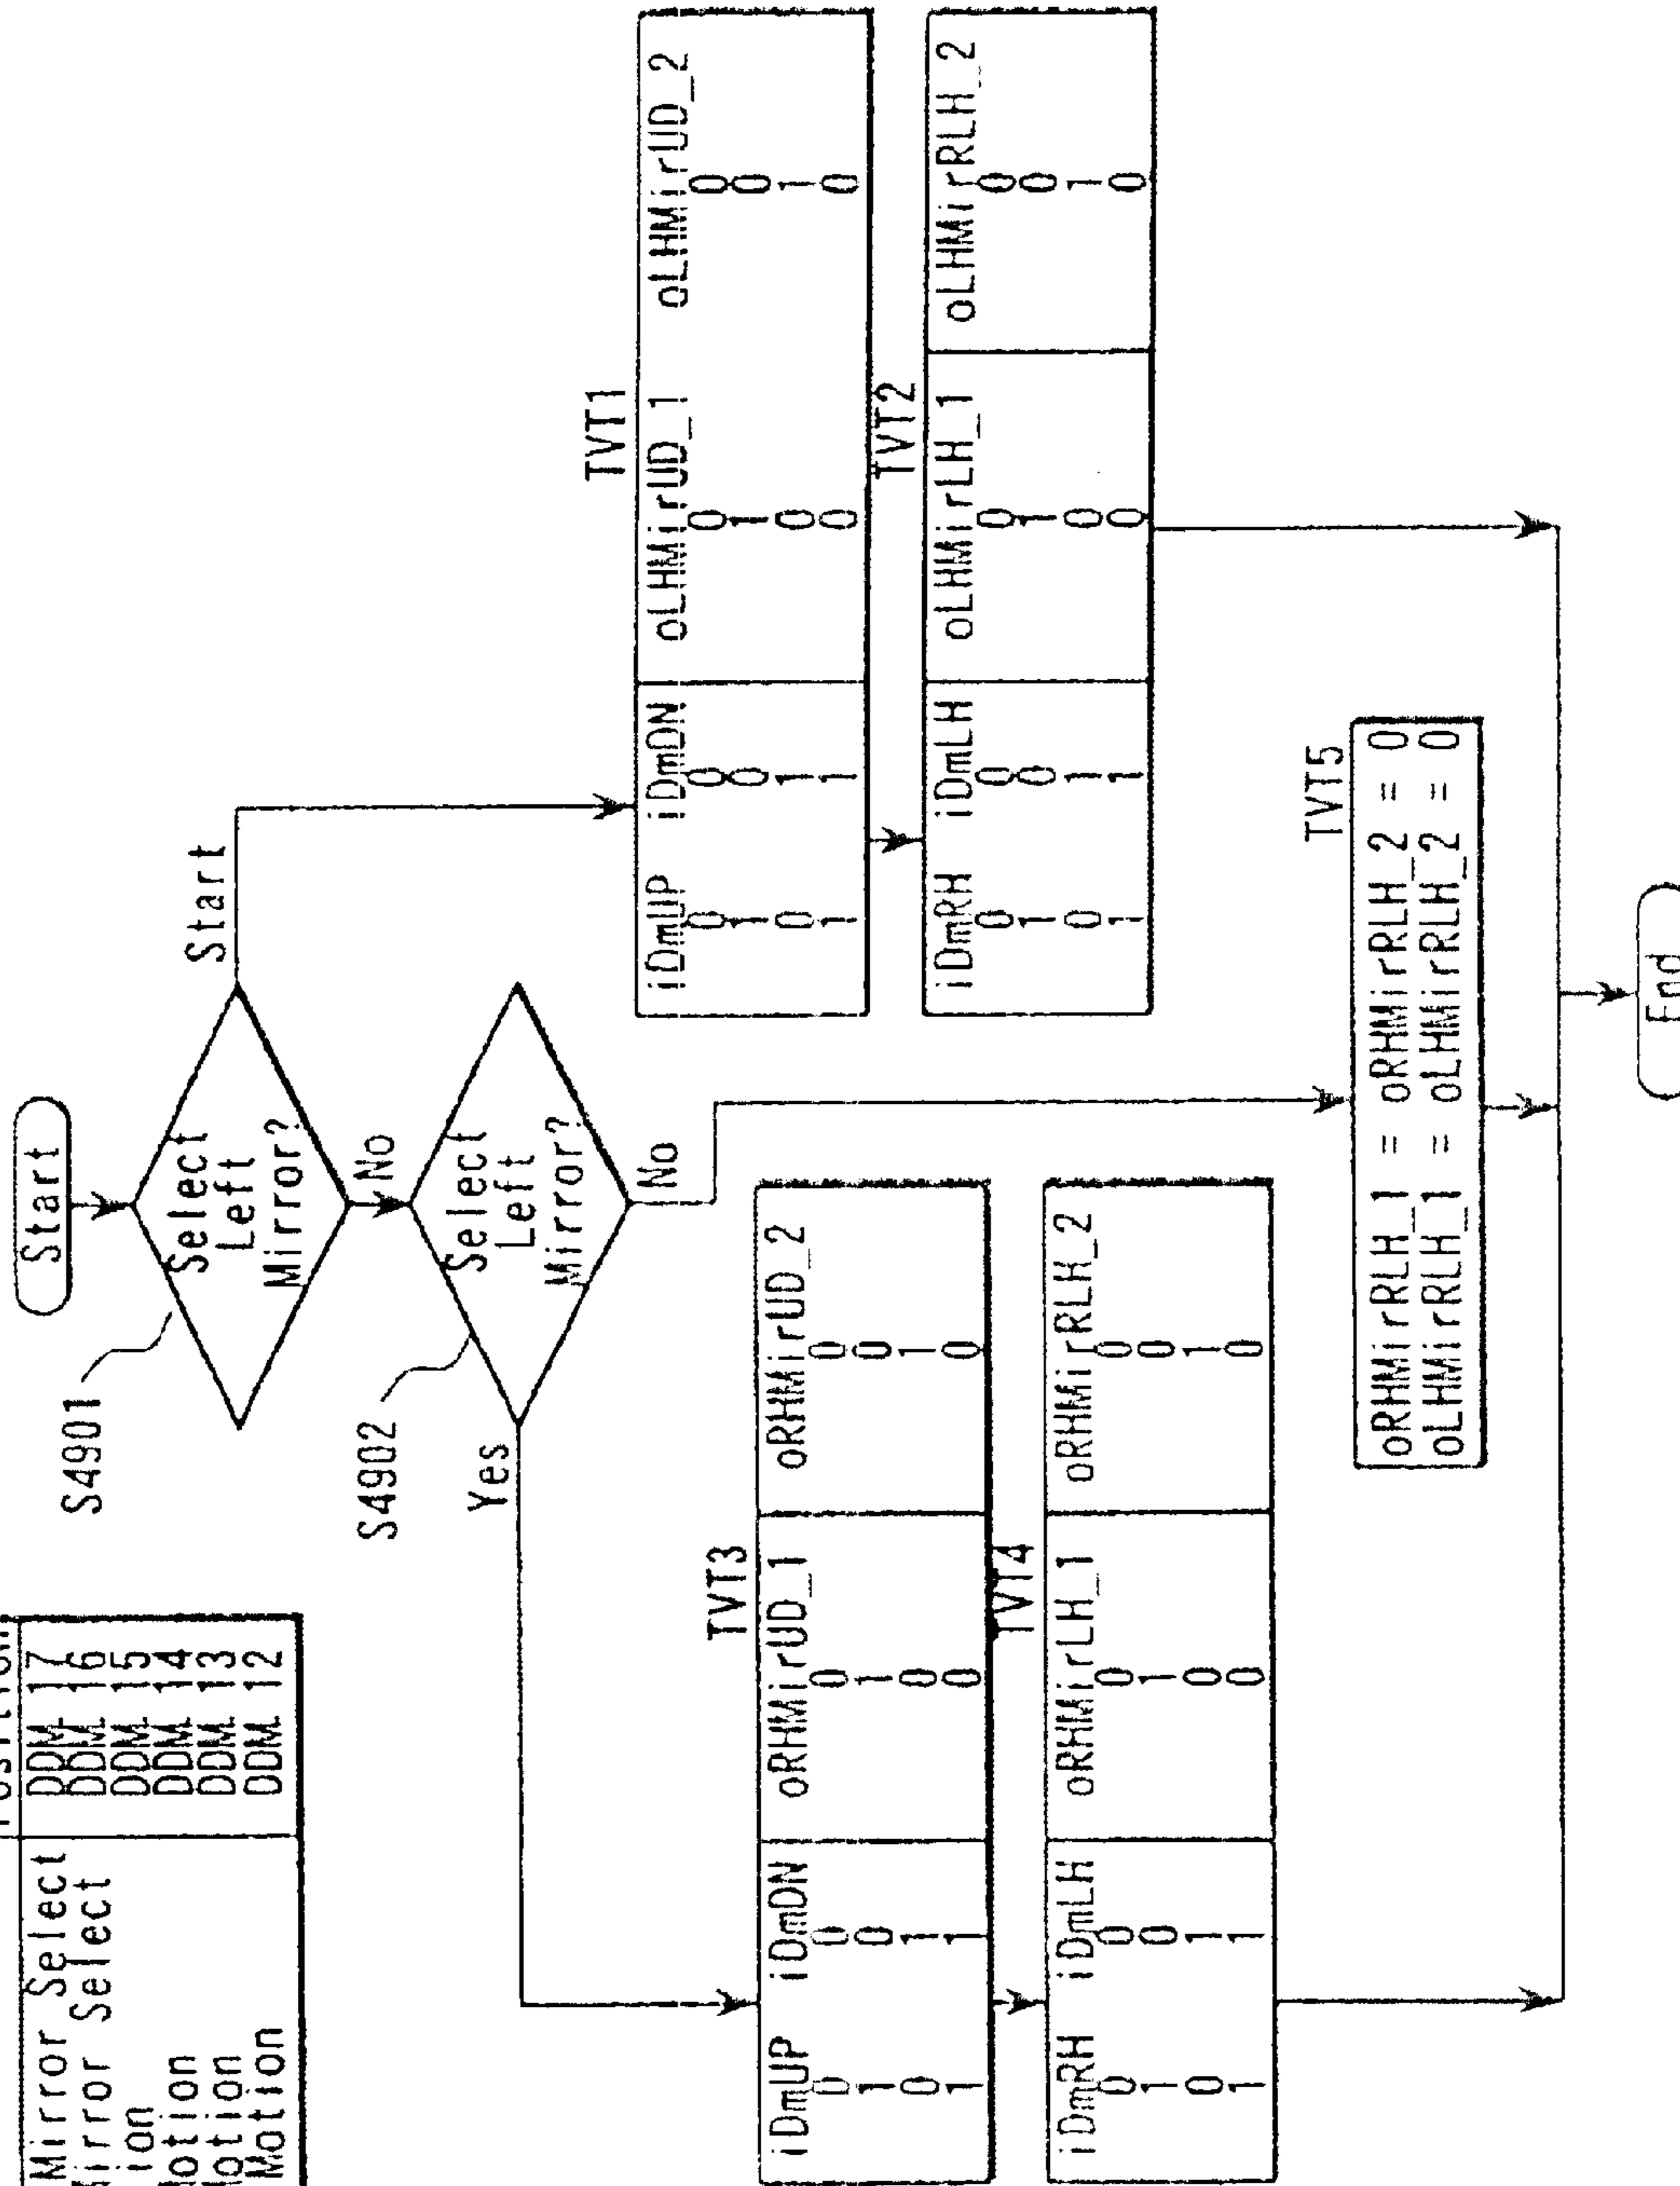 Position
Mirror Select DDM 17
Mirror Select DDM 16
ion DDM 15
Motion DDM 14
Motion DDM 13
Motion DDM 12
Start
S4901
Select
Left
Mirror?
Start
No
S4902
Select
Left
Mirror?
Yes
No
TVT1
iDmUP iDmDN oLHMirUD_1 oLHMirUD_2
0 0 0 0
1 0 1 0
0 1 0 1
1 1 0 0
TVT2
iDmRH iDmLH oLHMirLH_1 oLHMirRLH_2
0 0 0 0
1 0 1 0
0 1 0 1
1 1 0 0
TVT3
iDmUP iDmDN oRHMirUD_1 oRHMirUD_2
0 0 0 0
1 0 1 0
0 1 0 1
1 1 0 0
TVT4
iDmRH iDmLH oRHMirLH_1 oRHMirRLH_2
0 0 0 0
1 0 1 0
0 1 0 1
1 1 0 0
TVT5
oRHMirRLH_1 = oRHMirRLH_2 = 0
oLHMirRLH_1 = oLHMirRLH_2 = 0
End